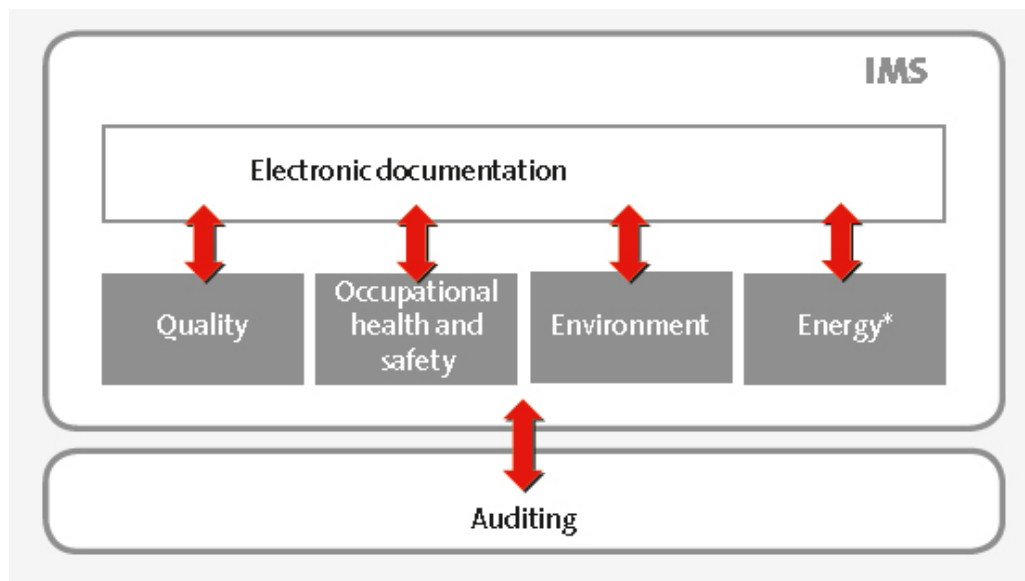 IMS
Electronic documentation
Quality
Occupational
health and
safety
Environment
Energy*
Auditing